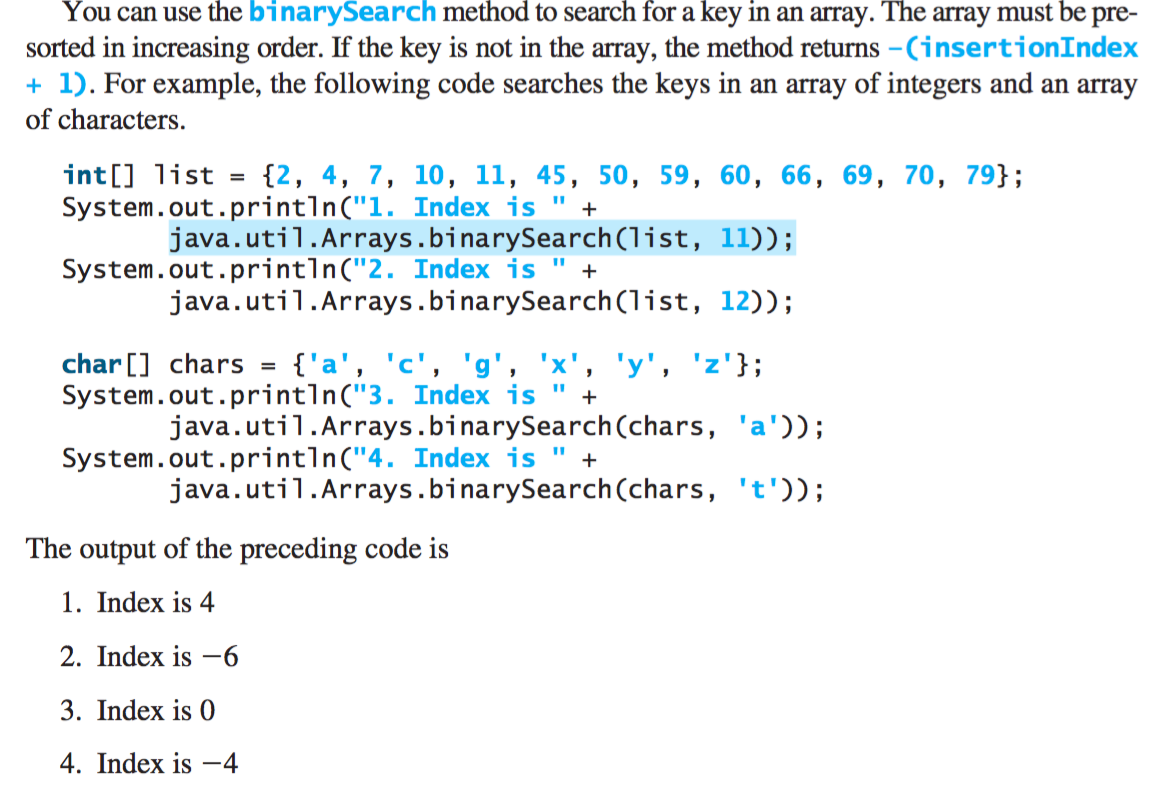 You can use the binarySearch method to search for a key in an array. The array must be pre-
sorted in increasing order. If the key is not in the array, the method returns –(insertionIndex
+ 1). For example, the following code searches the keys in an array of integers and an array
of characters.
int[] list = {2, 4, 7, 10, 11, 45, 50, 59, 60, 66, 69, 70, 79};
System.out.println("1. Index is " +
java.util.Arrays.binarySearch(list, 11));
System.out.println("2. Index is " +
java.util.Arrays.binarySearch(list, 12));
char[] chars = {'a', 'c', 'g', 'x', 'y', 'z'};
System.out.println("3. Index is " +
java.util.Arrays.binarySearch(chars, 'a'));
System.out.println("4. Index is " +
java.util.Arrays.binarySearch(chars, 't'));
The output of the preceding code is
1. Index is 4
2. Index is −6
3. Index is 0
4. Index is −4